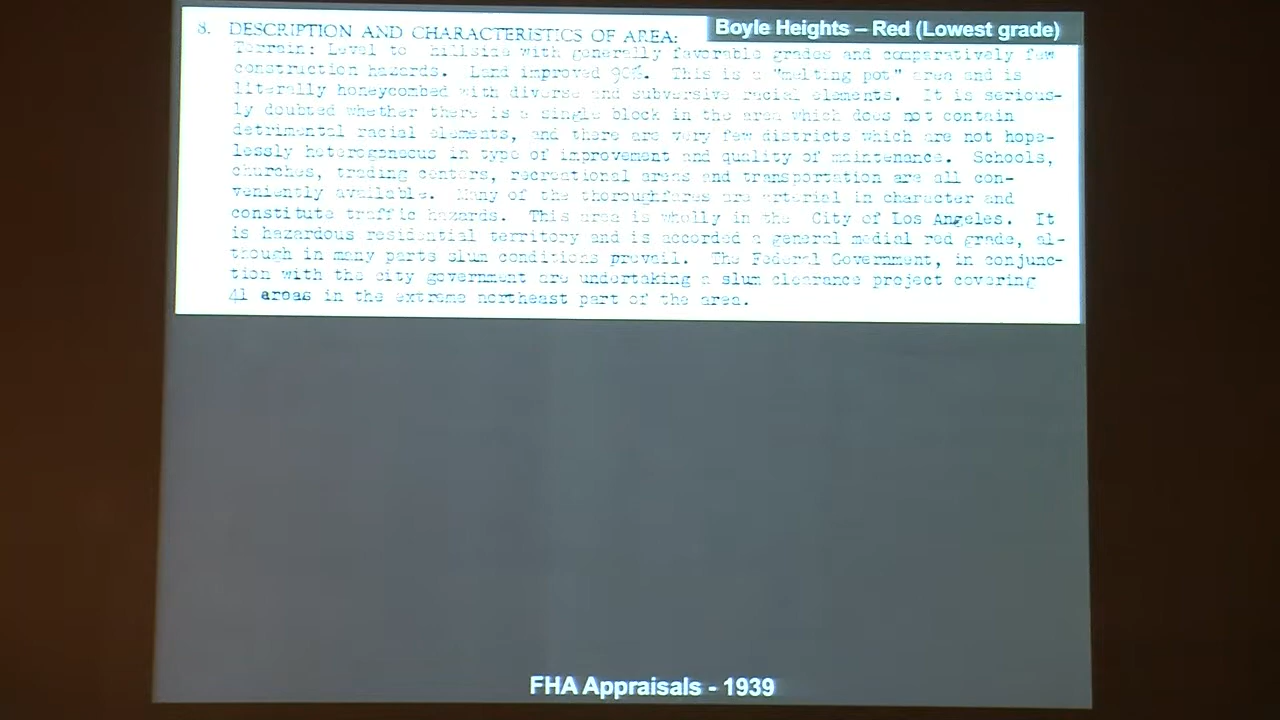 8. DESCRIPTION AND CHARACTERISTICS OF AREA:
Boyle Heights – Red (Lowest grade)
Terrain: Level to hillside with generally favorable grades and comparatively few
construction hazards. Land improved 90%. This is a "melting pot" area and is
literally honeycombed with diverse and subversive racial elements. It is serious-
ly doubted whether there is a single block in the area which does not contain
detrimental racial elements, and there are very few districts which are not hope-
lessly heterogeneous in type of improvement and quality of maintenance. Schools,
churches, trading centers, recreational areas and transportation are all con-
veniently available. Many of the thoroughfares are arterial in character and
constitute traffic hazards. This area is wholly in the City of Los Angeles. It
is hazardous residential territory and is accorded a general medial red grade, al-
though in many parts slum conditions prevail. The Federal Government, in conjunc-
tion with the city government are undertaking a slum clearance project covering
41 areas in the extreme northeast part of the area.
FHA Appraisals - 1939